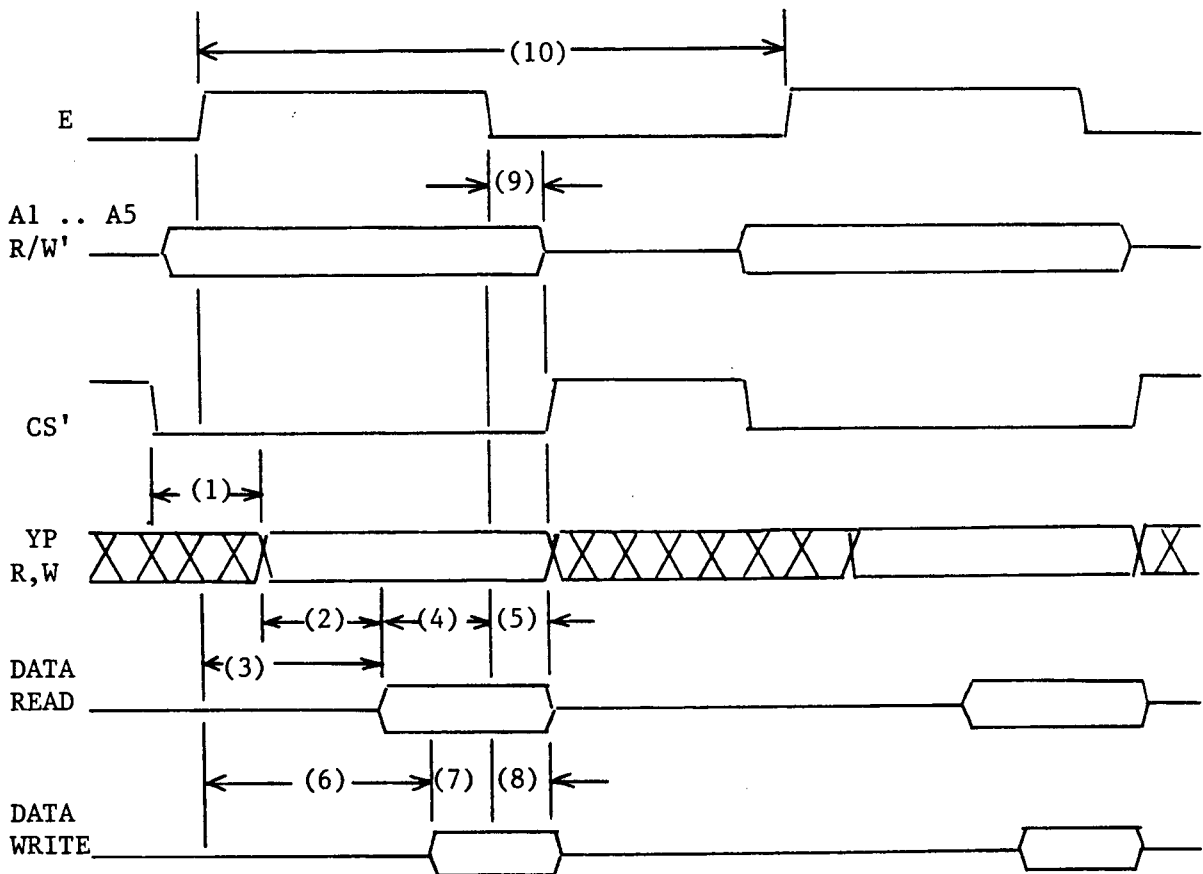 (10)
E
(9)
A1 .. A5
R/W'
CS'
(1)
YP
R,W
(2) (4) (5)
(3)
DATA
READ
(6) (7) (8)
DATA
WRITE